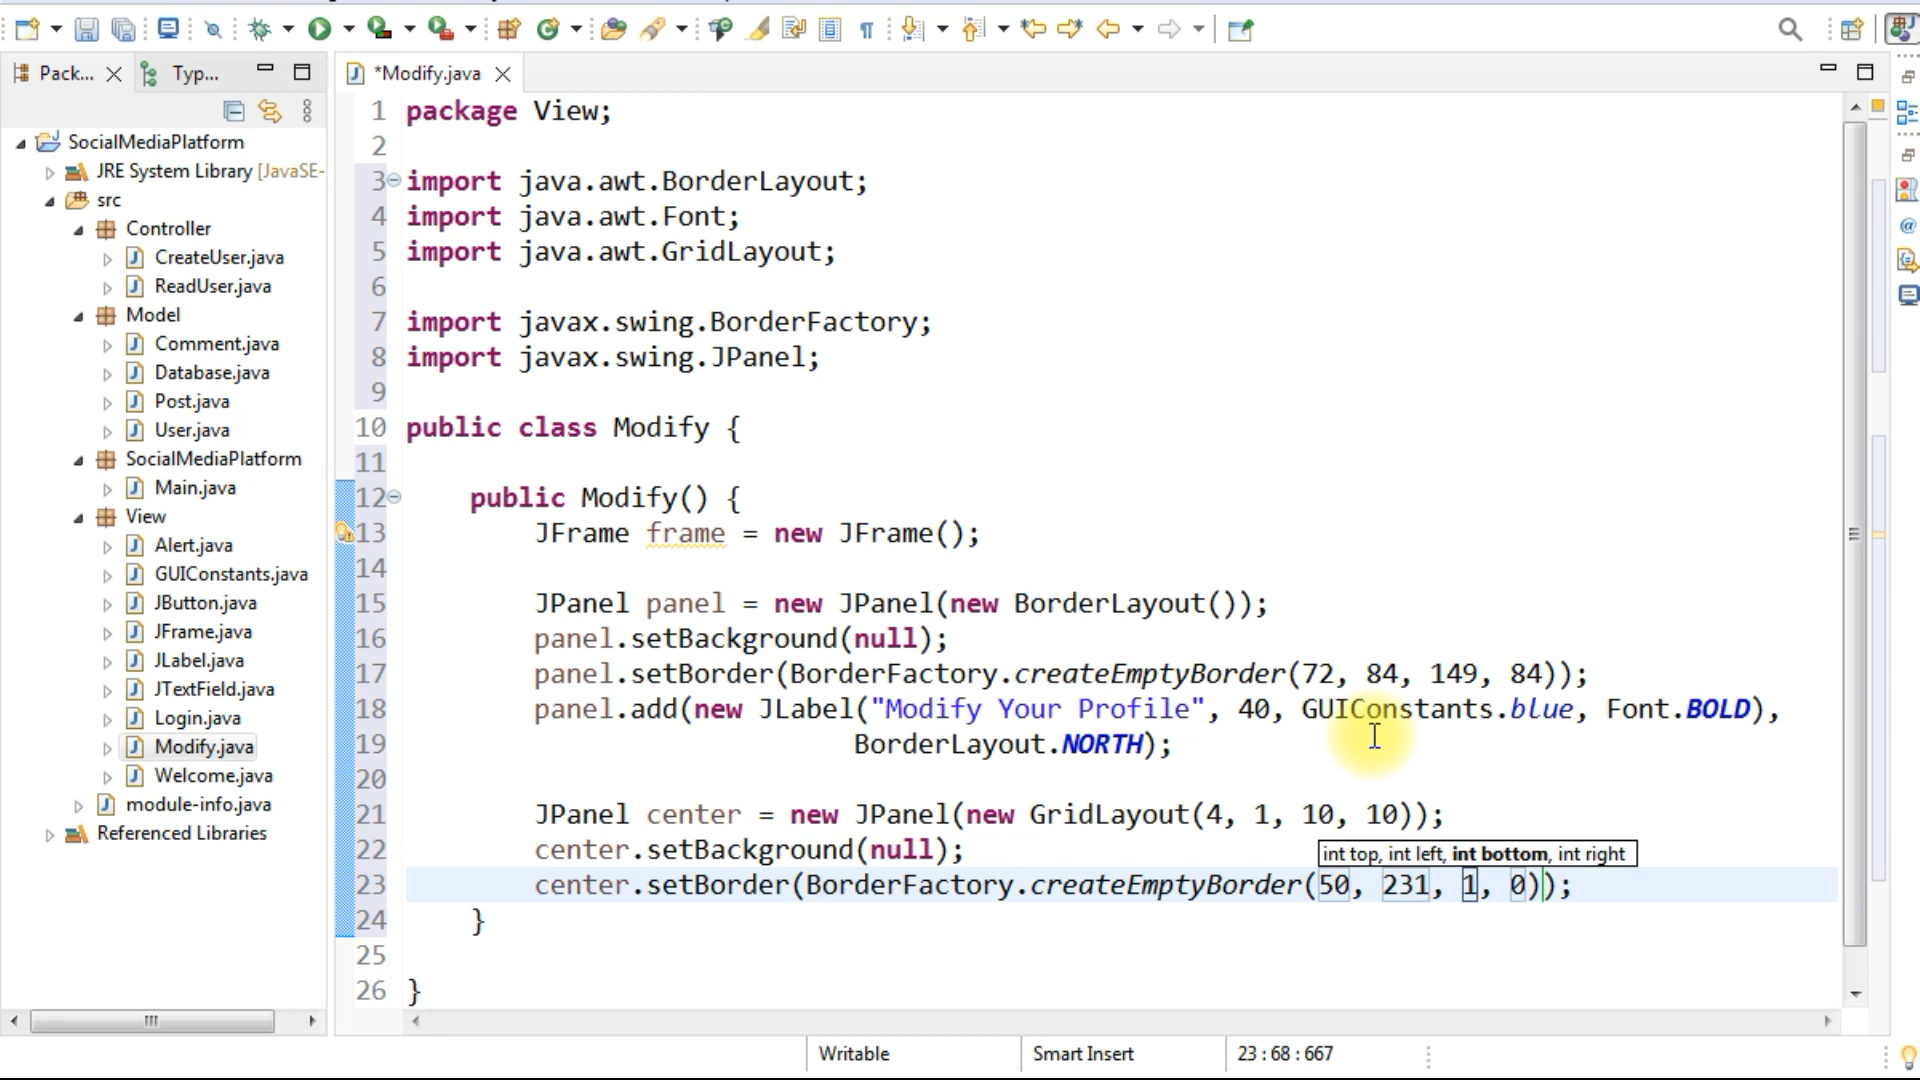 Pack...
Typ...
*Modify.java
SocialMediaPlatform
JRE System Library [JavaSE-
src
Controller
CreateUser.java
ReadUser.java
Model
Comment.java
Database.java
Post.java
User.java
SocialMediaPlatform
Main.java
View
Alert.java
GUIConstants.java
JButton.java
JFrame.java
JLabel.java
JTextField.java
Login.java
Modify.java
Welcome.java
module-info.java
Referenced Libraries
1 package View;
2
3 import java.awt.BorderLayout;
4 import java.awt.Font;
5 import java.awt.GridLayout;
6
7 import javax.swing.BorderFactory;
8 import javax.swing.JPanel;
9
10 public class Modify {
11
12 public Modify() {
13 JFrame frame = new JFrame();
14
15 JPanel panel = new JPanel(new BorderLayout());
16 panel.setBackground(null);
17 panel.setBorder(BorderFactory.createEmptyBorder(72, 84, 149, 84));
18 panel.add(new JLabel("Modify Your Profile", 40, GUIConstants.blue, Font.BOLD),
19 BorderLayout.NORTH);
20
21 JPanel center = new JPanel(new GridLayout(4, 1, 10, 10));
22 center.setBackground(null);
int top, int left, int bottom, int right
23 center.setBorder(BorderFactory.createEmptyBorder(50, 231, 1, 0));
24 }
25
26 }
Writable
Smart Insert
23 : 68 : 667